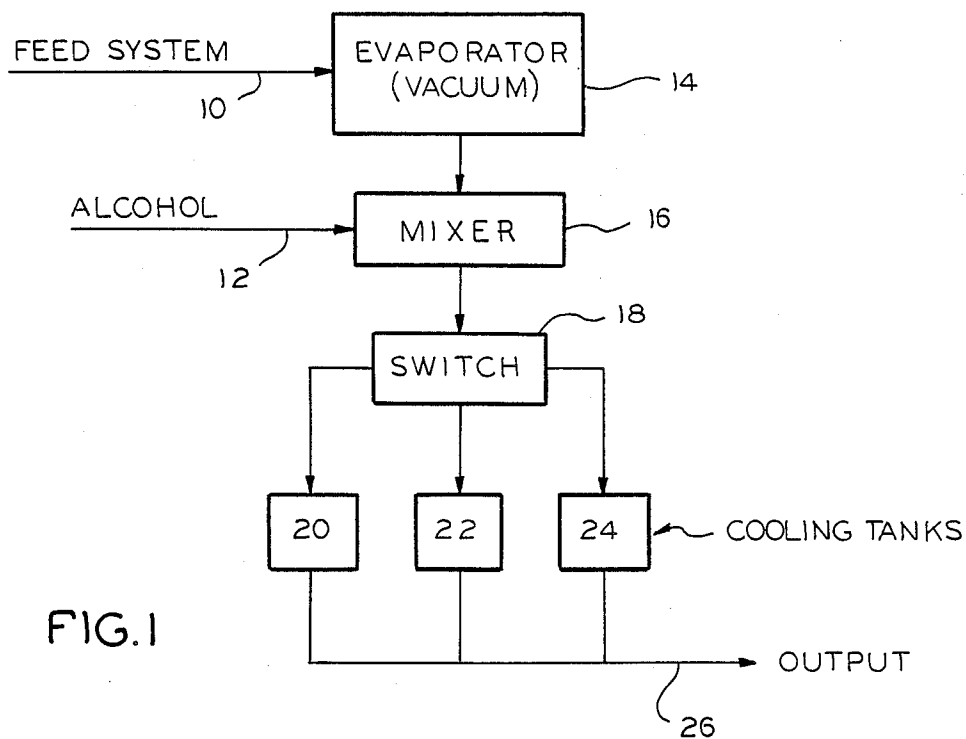 FEED SYSTEM
10
EVAPORATOR
(VACUUM)
14
ALCOHOL
12
MIXER
16
18
SWITCH
20
22
24
COOLING TANKS
FIG.1
OUTPUT
26